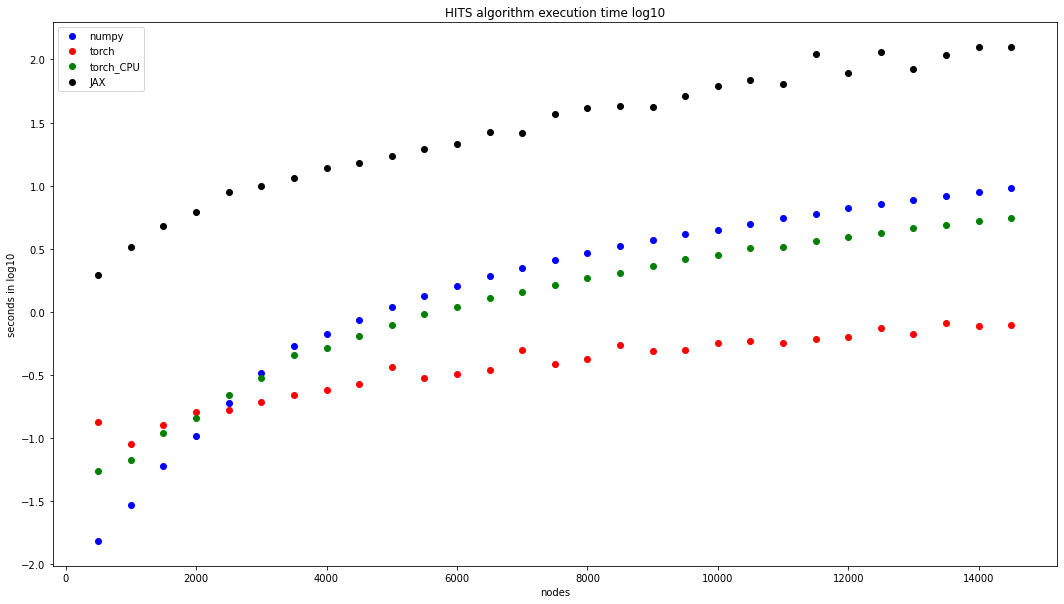 HITS algorithm execution time log10
numpy
torch
torch_CPU
JAX
seconds in log10
2.0
1.5
1.0
0.5
0.0
−0.5
−1.0
−1.5
−2.0
0 2000 4000 6000 8000 10000 12000 14000
nodes